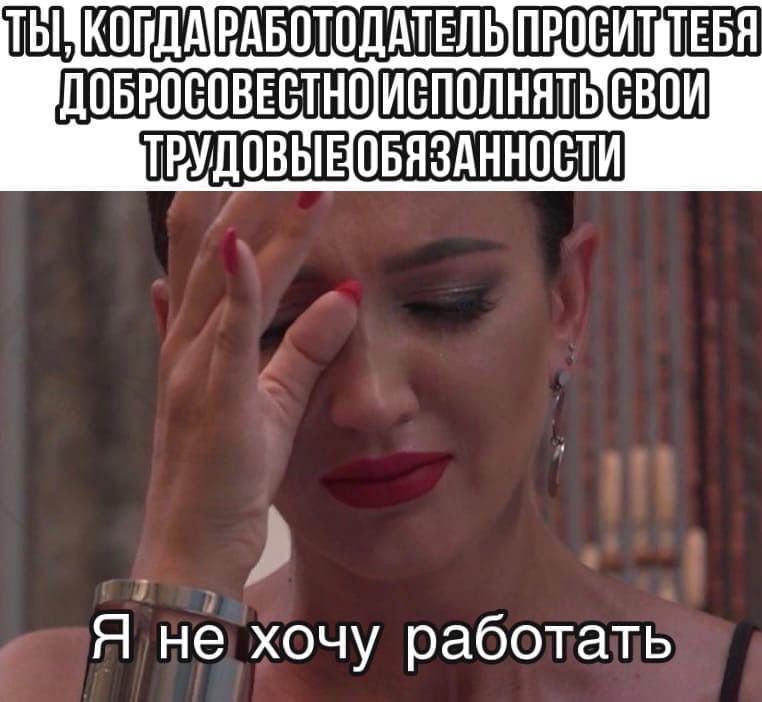 ТЫ, КОГДА РАБОТОДАТЕЛЬ ПРОСИТ ТЕБЯ
ДОБРОСОВЕСТНО ИСПОЛНЯТЬ СВОИ
ТРУДОВЫЕ ОБЯЗАННОСТИ
Я не хочу работать